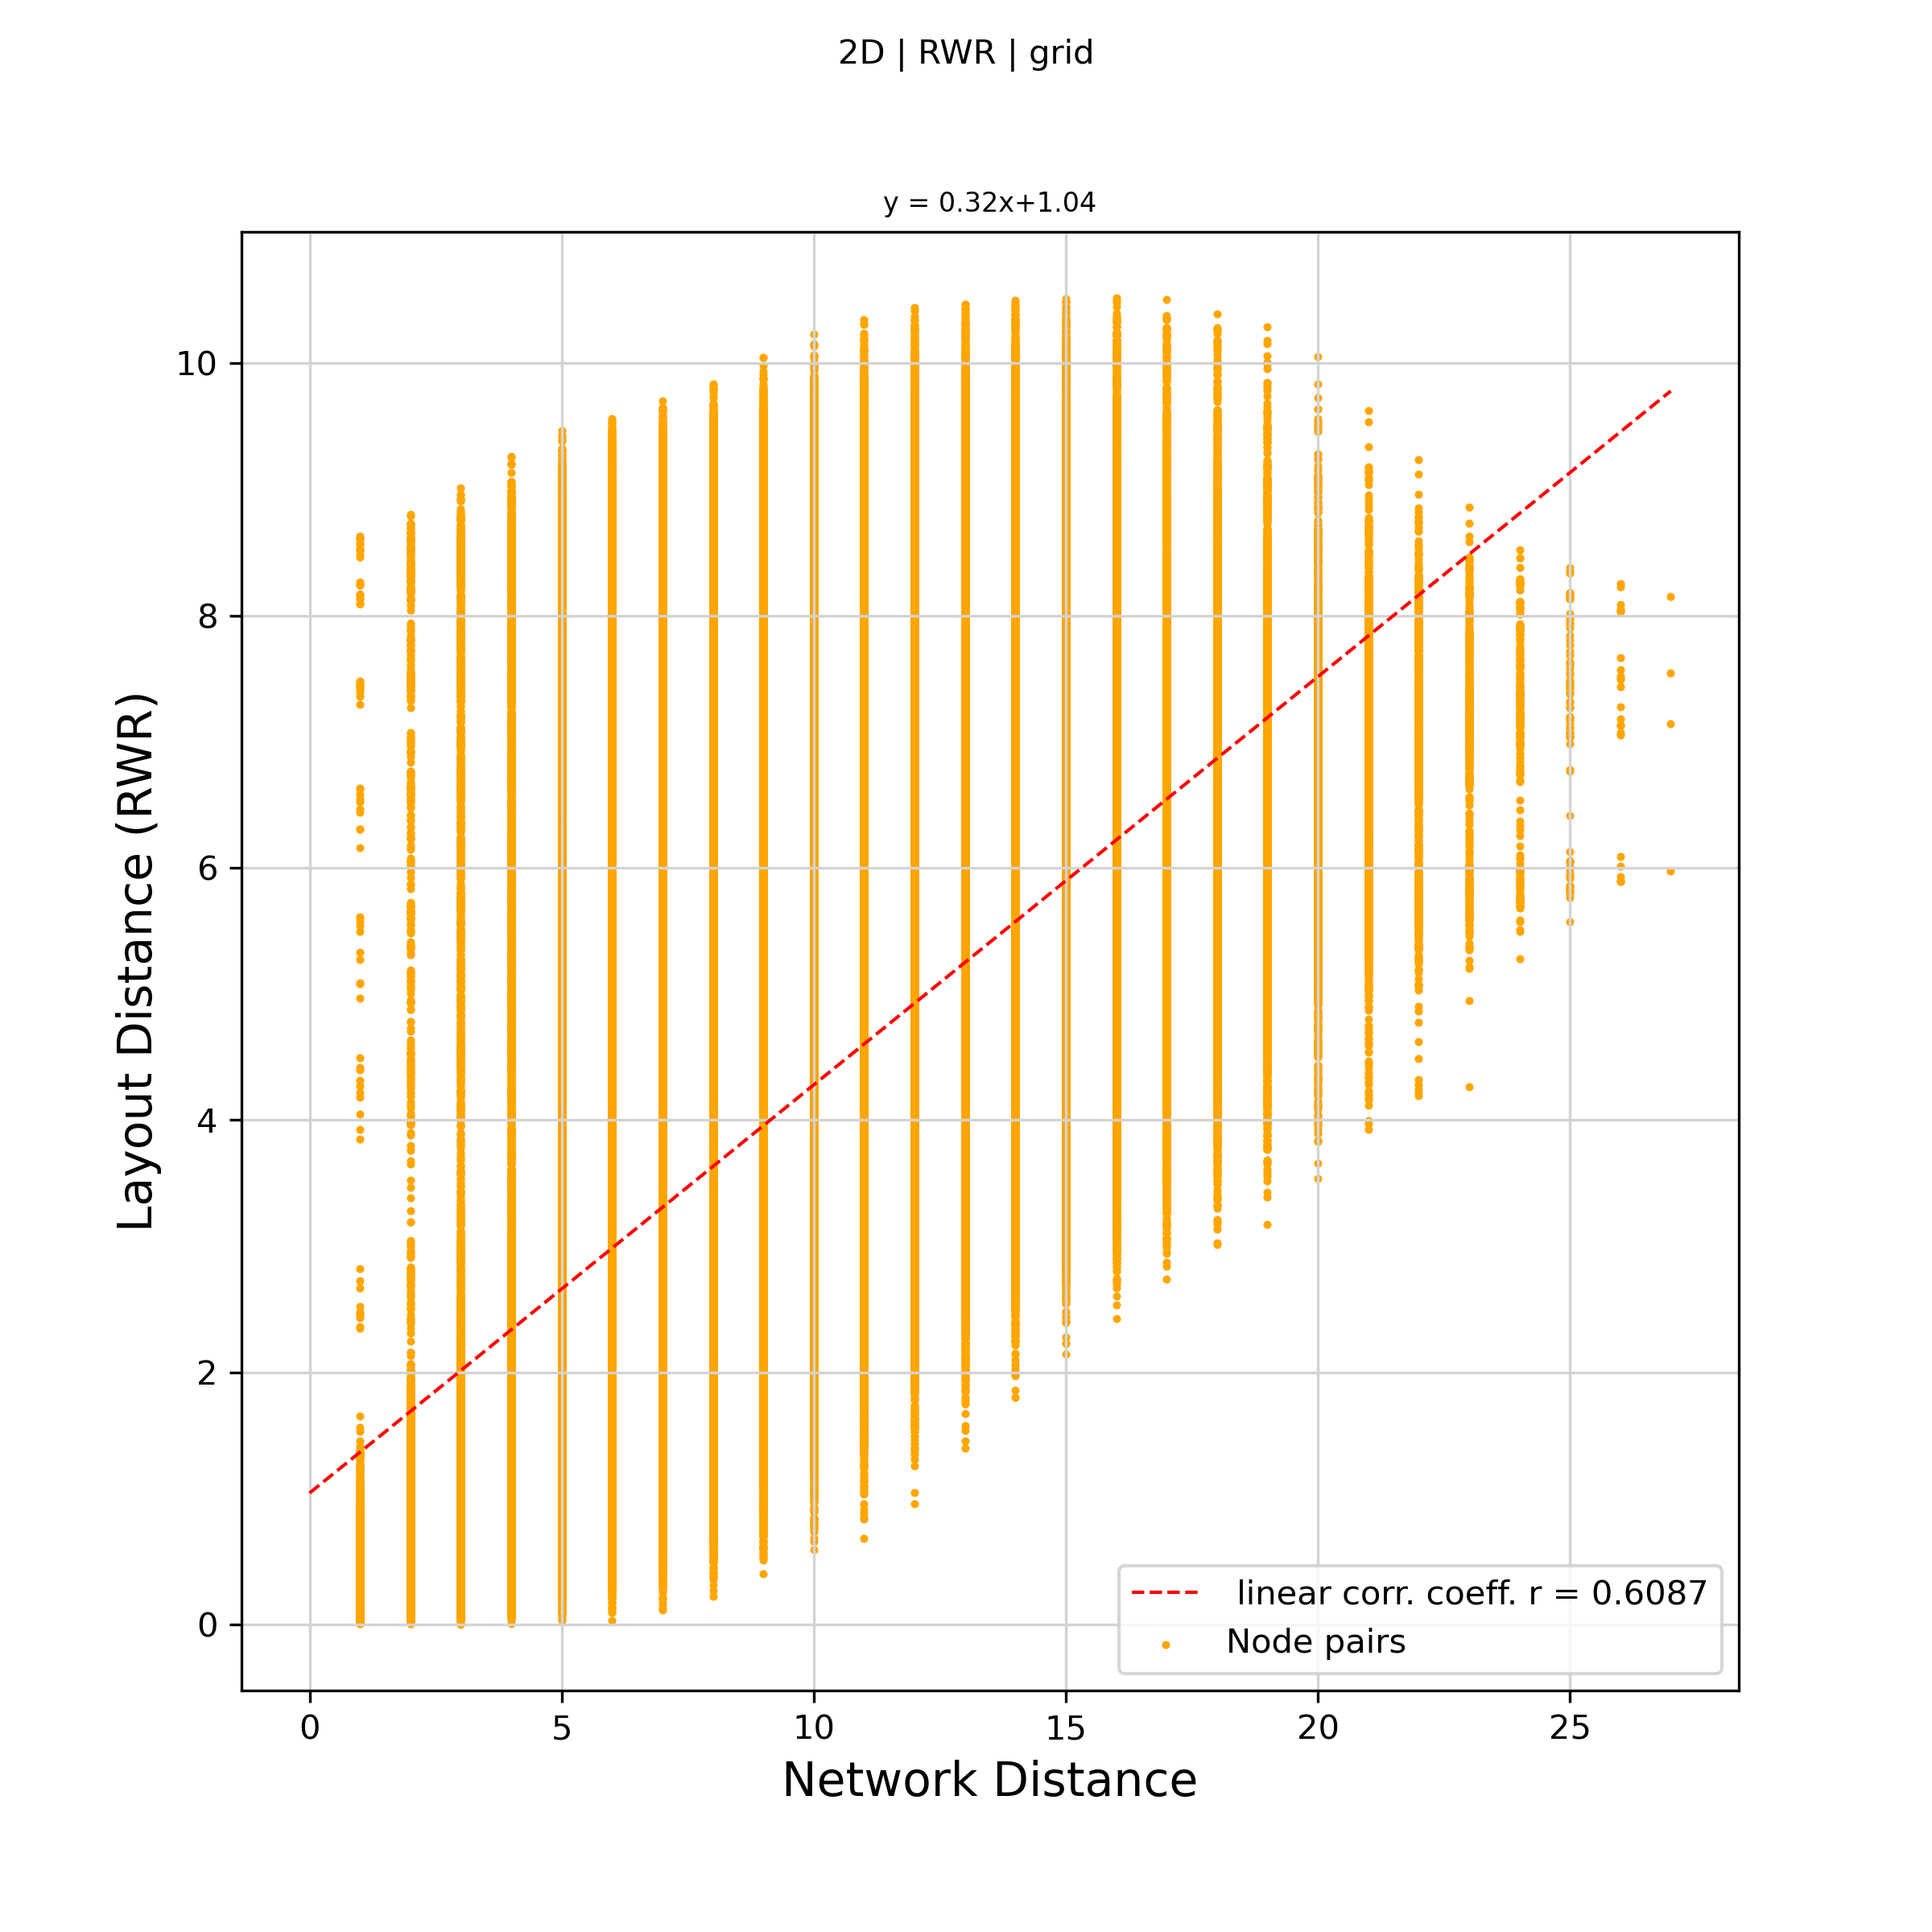 2D | RWR | grid
y = 0.32x+1.04
Layout Distance (RWR)
10
8
6
4
2
0
linear corr. coeff. r = 0.6087
Node pairs
0 5 10 15 20 25
Network Distance